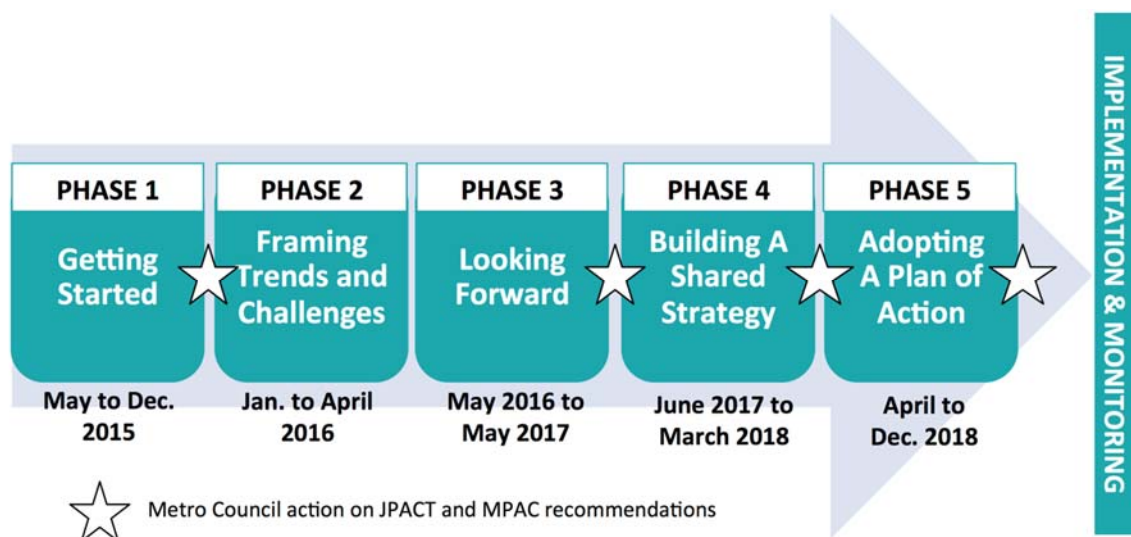 PHASE 1
Getting
Started
May to Dec.
2015
PHASE 2
Framing
Trends and
Challenges
Jan. to April
2016
PHASE 3
Looking
Forward
May 2016 to
May 2017
PHASE 4
Building A
Shared
Strategy
June 2017 to
March 2018
PHASE 5
Adopting
A Plan of
Action
April to
Dec. 2018
IMPLEMENTATION & MONITORING
Metro Council action on JPACT and MPAC recommendations